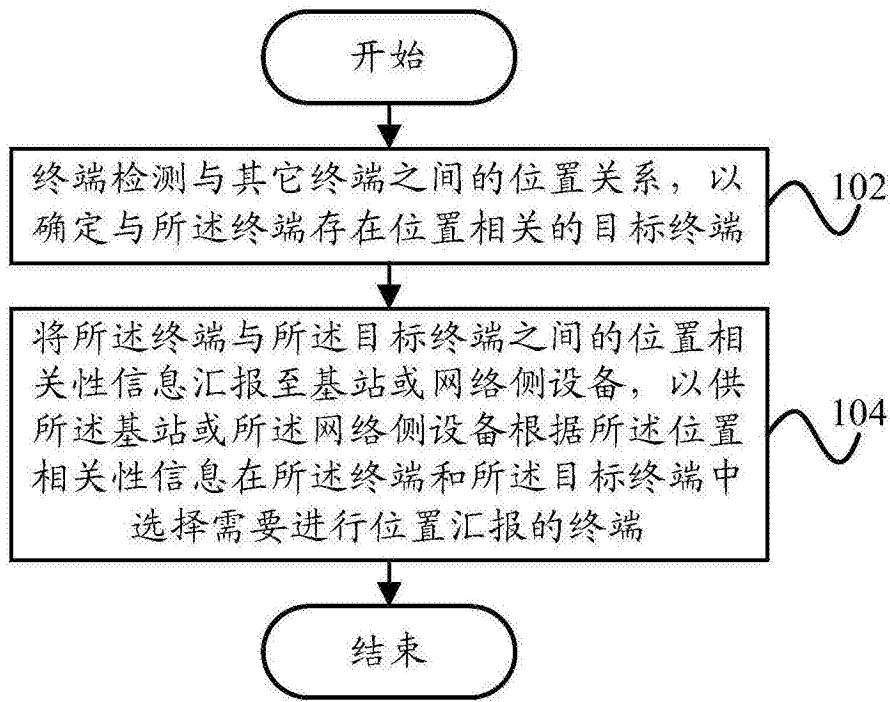 开始
终端检测与其它终端之间的位置关系，以
确定与所述终端存在位置相关的目标终端
102
将所述终端与所述目标终端之间的位置相
关性信息汇报至基站或网络侧设备，以供
所述基站或所述网络侧设备根据所述位置
相关性信息在所述终端和所述目标终端中
选择需要进行位置汇报的终端
104
结束